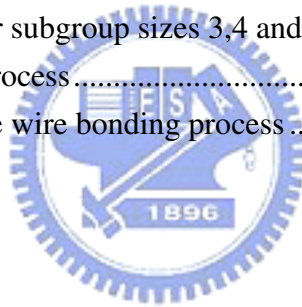 r subgroup sizes 3,4 and
rocess..............................
e wire bonding process ..
E S A
1896